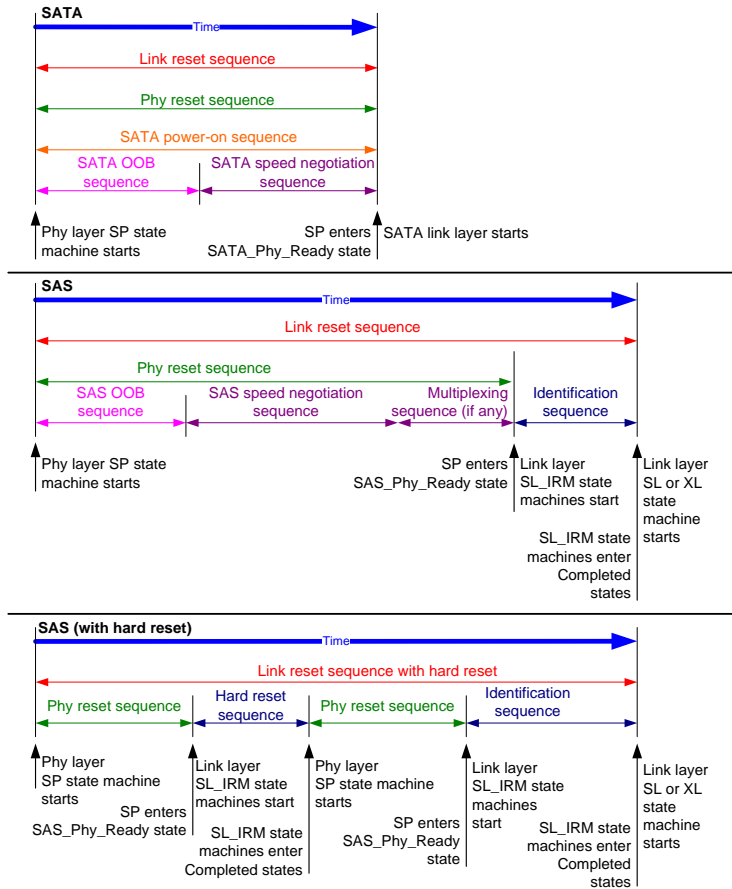 SATA
Time
Link reset sequence
Phy reset sequence
SATA power-on sequence
SATA OOB
sequence
SATA speed negotiation
sequence
Phy layer SP state
machine starts
SP enters
SATA_Phy_Ready state
SATA link layer starts
SAS
Time
Link reset sequence
Phy reset sequence
SAS OOB
sequence
SAS speed negotiation
sequence
Multiplexing
sequence (if any)
Identification
sequence
Phy layer SP state
machine starts
SP enters
SAS_Phy_Ready state
Link layer
SL_IRM state
machines start
SL_IRM state
machines enter
Completed
states
Link layer
SL or XL
state
machine
starts
SAS (with hard reset)
Time
Link reset sequence with hard reset
Phy reset sequence
Hard reset
sequence
Phy reset sequence
Identification
sequence
Phy layer
SP state machine
starts
SP enters
SAS_Phy_Ready state
Link layer
SL_IRM state
machines start
SL_IRM state
machines enter
Completed states
Phy layer
SP state machine
starts
SP enters
SAS_Phy_Ready
state
Link layer
SL_IRM state
machines
start
SL_IRM state
machines enter
Completed
states
Link layer
SL or XL
state
machine
starts